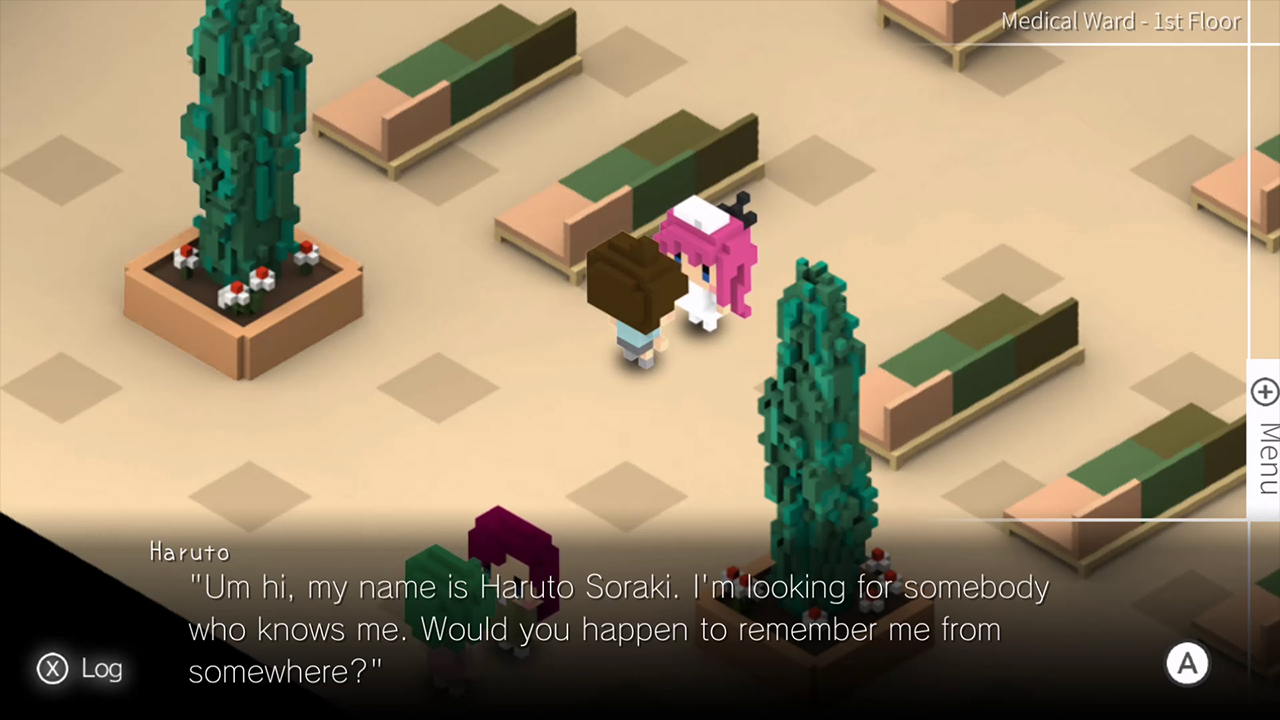 Medical Ward - 1st Floor
Menu
Haruto
"Um hi, my name is Haruto Soraki. I'm looking for somebody
who knows me. Would you happen to remember me from
somewhere?"
X Log
A